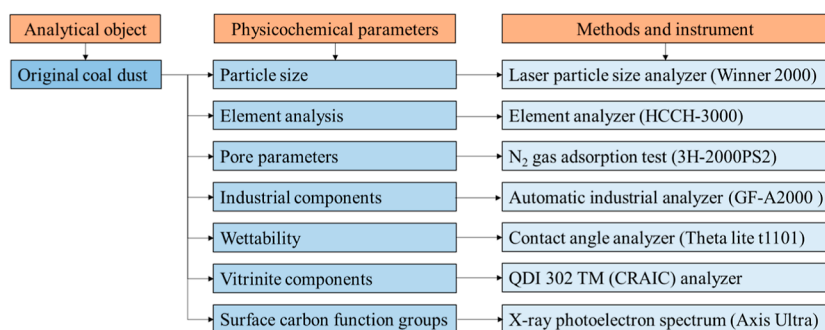 Analytical object
Physicochemical parameters
Methods and instrument
Original coal dust
Particle size
Laser particle size analyzer (Winner 2000)
Element analysis
Element analyzer (HCCH-3000)
Pore parameters
N₂ gas adsorption test (3H-2000PS2)
Industrial components
Automatic industrial analyzer (GF-A2000 )
Wettability
Contact angle analyzer (Theta lite t1101)
Vitrinite components
QDI 302 TM (CRAIC) analyzer
Surface carbon function groups
X-ray photoelectron spectrum (Axis Ultra)